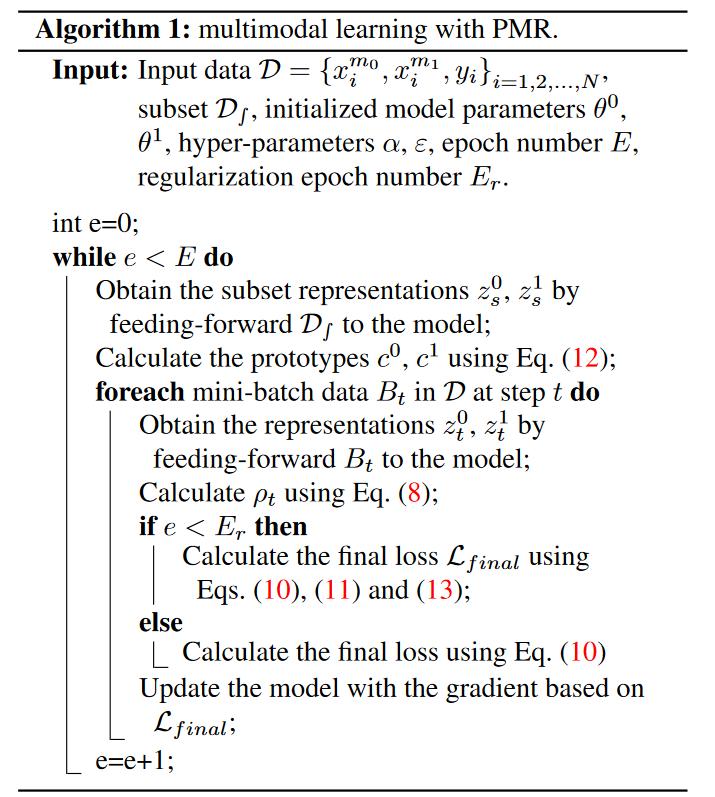 Algorithm 1: multimodal learning with PMR.
Input: Input data $\mathcal{D} = \{x_i^{m_0}, x_i^{m_1}, y_i\}_{i=1,2,...,N}$,
subset $\mathcal{D}_{\int}$, initialized model parameters $\theta^0$,
$\theta^1$, hyper-parameters $\alpha$, $\varepsilon$, epoch number $E$,
regularization epoch number $E_r$.
int e=0;
while $e < E$ do
Obtain the subset representations $z_s^0$, $z_s^1$ by
feeding-forward $\mathcal{D}_{\int}$ to the model;
Calculate the prototypes $c^0$, $c^1$ using Eq. (12);
foreach mini-batch data $B_t$ in $\mathcal{D}$ at step $t$ do
Obtain the representations $z_t^0$, $z_t^1$ by
feeding-forward $B_t$ to the model;
Calculate $\rho_t$ using Eq. (8);
if $e < E_r$ then
Calculate the final loss $\mathcal{L}_{final}$ using
Eqs. (10), (11) and (13);
else
Calculate the final loss using Eq. (10)
Update the model with the gradient based on
$\mathcal{L}_{final}$;
e=e+1;